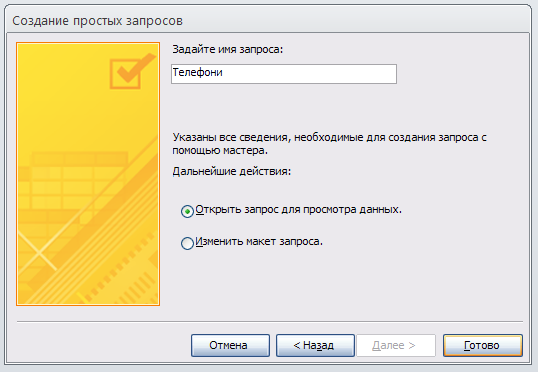 Создание простых запросов
Задайте имя запроса:
Телефони
Указаны все сведения, необходимые для создания запроса с
помощью мастера.
Дальнейшие действия:
Открыть запрос для просмотра данных.
Изменить макет запроса.
Отмена
< Назад
Далее >
Готово